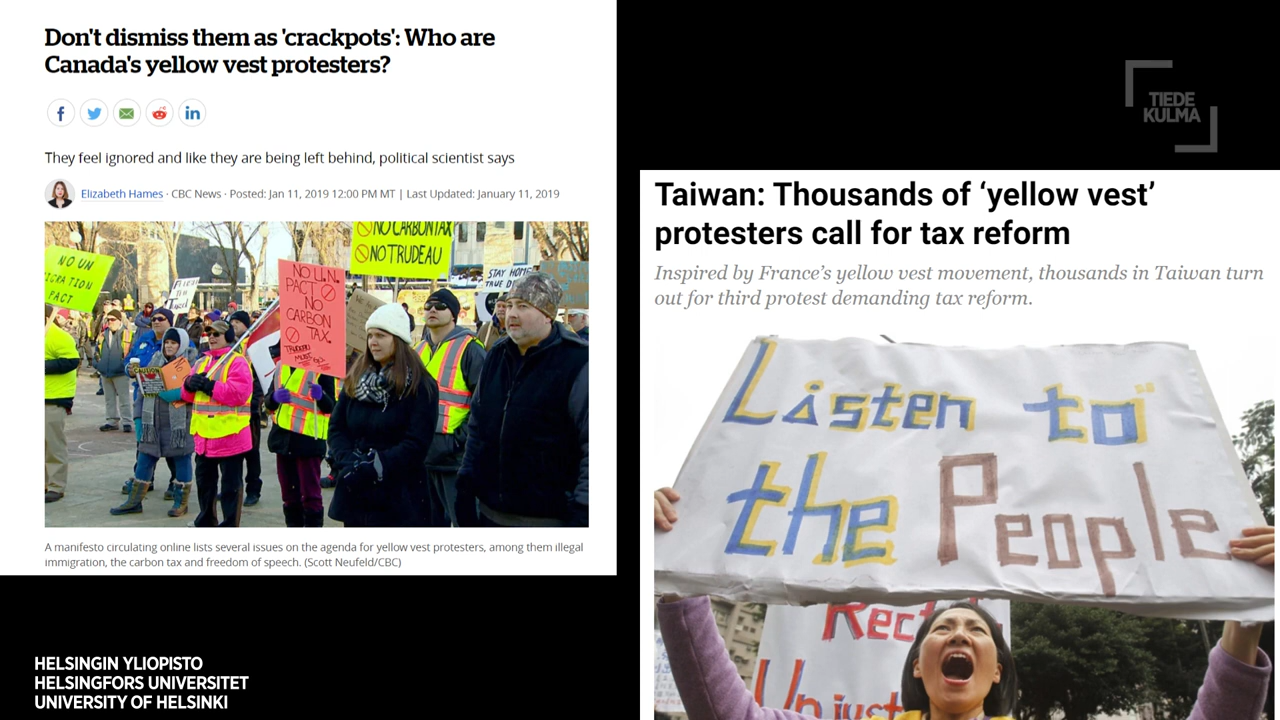 Don't dismiss them as 'crackpots': Who are
Canada's yellow vest protesters?
They feel ignored and like they are being left behind, political scientist says
Elizabeth Hames · CBC News · Posted: Jan 11, 2019 12:00 PM MT | Last Updated: January 11, 2019
NO UN
MIGRATION
PACT
NO CARBON TAX
NO TRUDEAU
NO U.N.
PACT
NO
CARBON
TAX
TRUDEAU
MUST
STAY HOME
A manifesto circulating online lists several issues on the agenda for yellow vest protesters, among them illegal
immigration, the carbon tax and freedom of speech. (Scott Neufeld/CBC)
HELSINGIN YLIOPISTO
HELSINGFORS UNIVERSITET
UNIVERSITY OF HELSINKI
TIEDE
KULMA
Taiwan: Thousands of ‘yellow vest’
protesters call for tax reform
Inspired by France’s yellow vest movement, thousands in Taiwan turn
out for third protest demanding tax reform.
Listen to
the People
Unjust